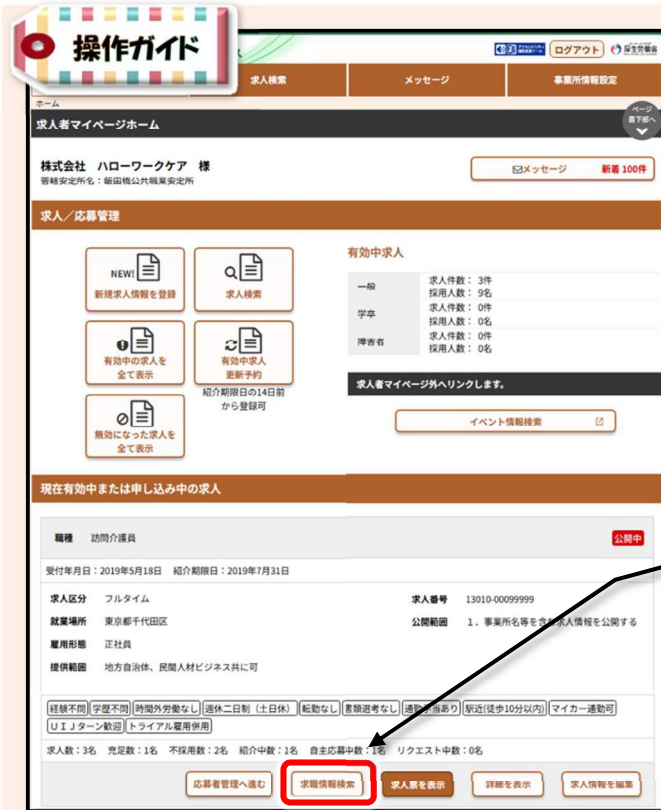 操作ガイド
ログアウト
厚生労働省
求人検索
メッセージ
事業所情報設定
ホーム
求人者マイページホーム
ページ
最下部へ
株式会社 ハローワークケア 様
管轄安定所名:飯田橋公共職業安定所
メッセージ 新着 100件
求人/応募管理
NEW!
新規求人情報を登録
求人検索
有効中の求人を
全て表示
有効中求人
更新予約
紹介期限日の14日前
から登録可
無効になった求人を
全て表示
有効中求人
一般
求人件数: 3件
採用人数: 9名
学卒
求人件数: 0件
採用人数: 0名
障害者
求人件数: 0件
採用人数: 0名
求人者マイページ外へリンクします。
イベント情報検索
現在有効中または申し込み中の求人
職種 訪問介護員
公開中
受付年月日:2019年5月18日 紹介期限日:2019年7月31日
求人区分 フルタイム
求人番号 13010-00099999
就業場所 東京都千代田区
公開範囲 1.事業所名等を含む求人情報を公開する
雇用形態 正社員
提供範囲 地方自治体、民間人材ビジネス共に可
経験不問 学歴不問 時間外労働なし 週休二日制(土日休) 転勤なし 書類選考なし 通勤手当あり 駅近(徒歩10分以内) マイカー通勤可
UIJターン歓迎 トライアル雇用併用
求人数:3名 充足数:1名 不採用数:2名 紹介中数:1名 自主応募中数:1名 リクエスト中数:0名
応募者管理へ進む
求職情報検索
求人票を表示
詳細を表示
求人情報を編集